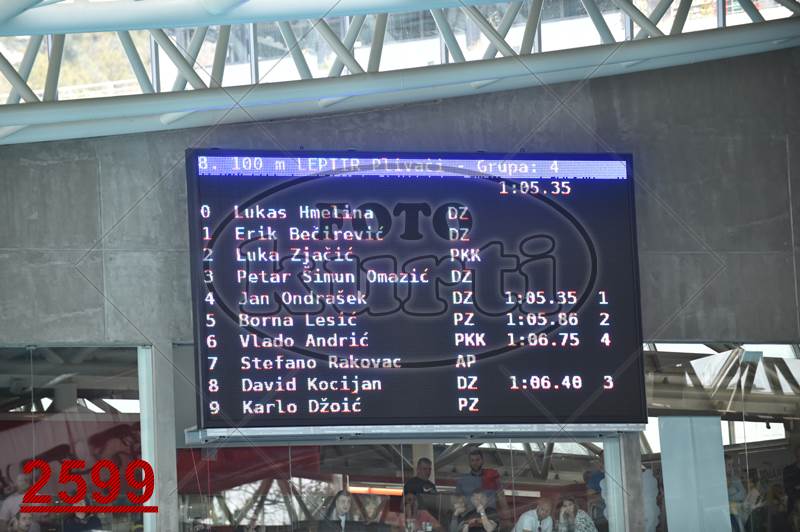 8. 100 m LEPTIR Plivači - Grupa: 4
1:05.35
0 Lukas Hmelina DZ
1 Erik Bečirević DZ
2 Luka Zjačić PKK
3 Petar Šimun Omazić DZ
4 Jan Ondrašek DZ 1:05.35 1
5 Borna Lesić PZ 1:05.86 2
6 Vlado Andrić PKK 1:06.75 4
7 Stefano Rakovac AP
8 David Kocijan DZ 1:06.40 3
9 Karlo Džoić PZ
FOTO
Kurti
2599